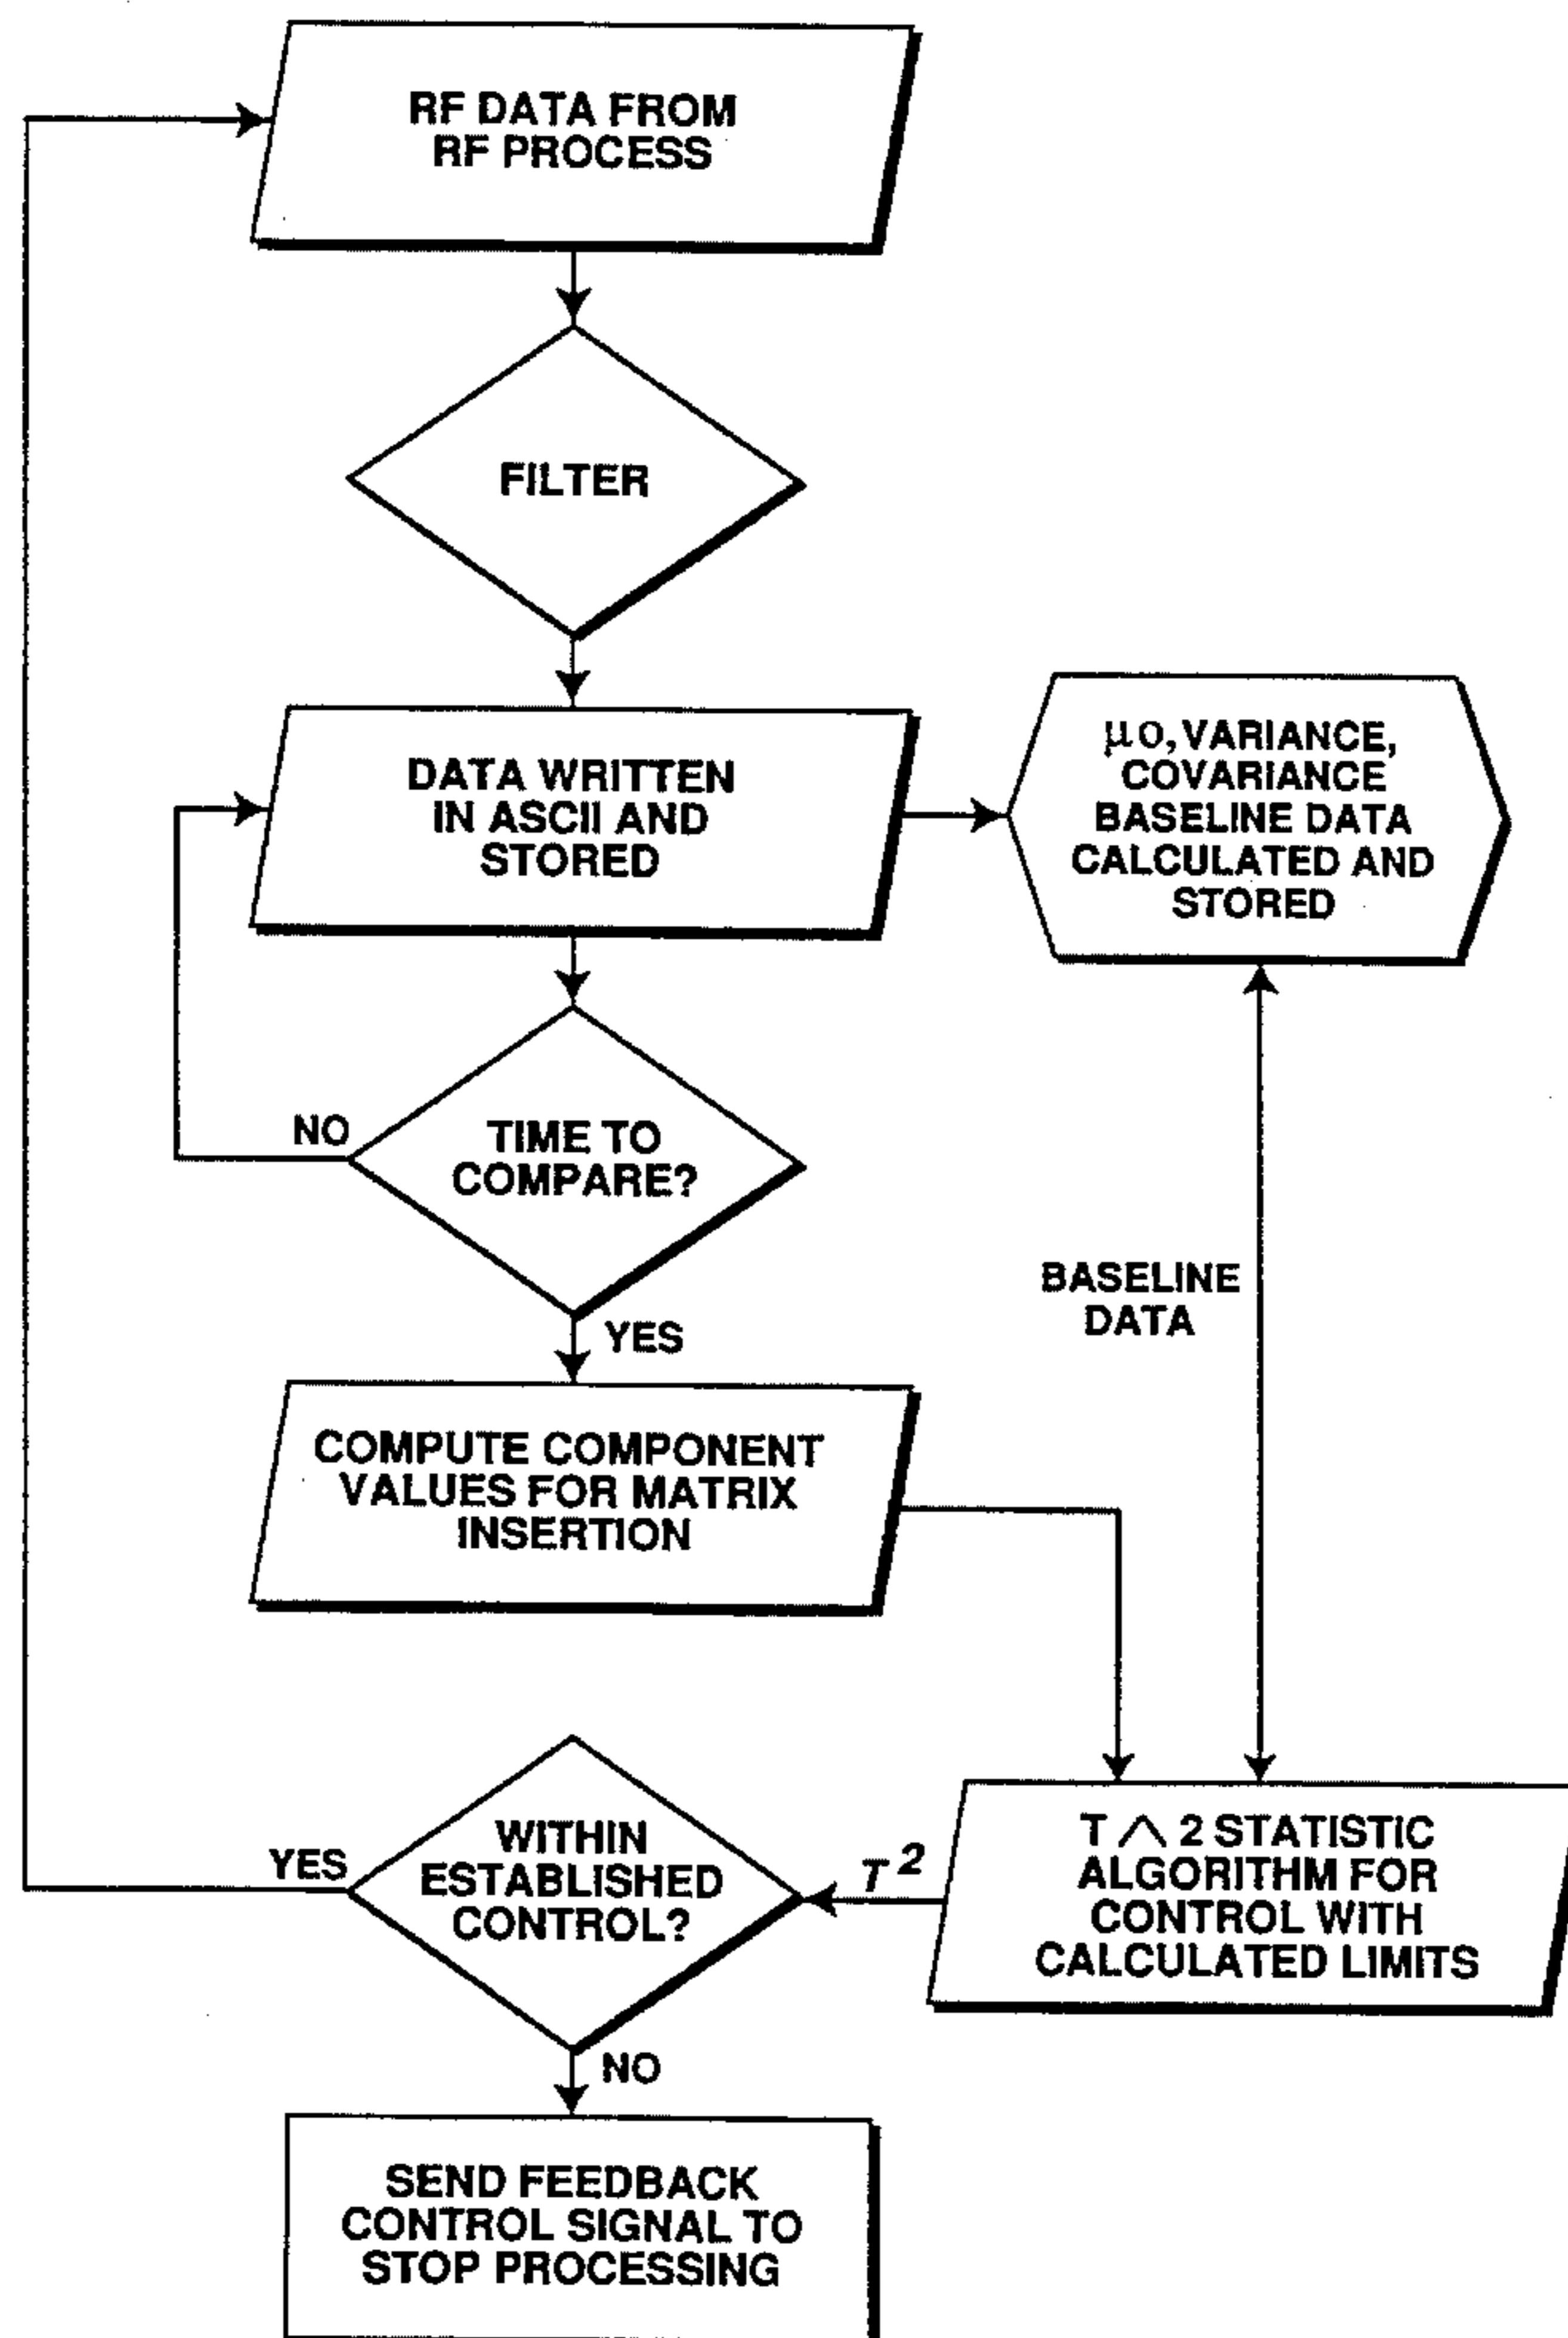 RF DATA FROM
RF PROCESS
FILTER
DATA WRITTEN
IN ASCII AND
STORED
µo, VARIANCE,
COVARIANCE
BASELINE DATA
CALCULATED AND
STORED
NO
TIME TO
COMPARE?
YES
BASELINE
DATA
COMPUTE COMPONENT
VALUES FOR MATRIX
INSERTION
YES
WITHIN
ESTABLISHED
CONTROL?
T²
T ∧ 2 STATISTIC
ALGORITHM FOR
CONTROL WITH
CALCULATED LIMITS
NO
SEND FEEDBACK
CONTROL SIGNAL TO
STOP PROCESSING